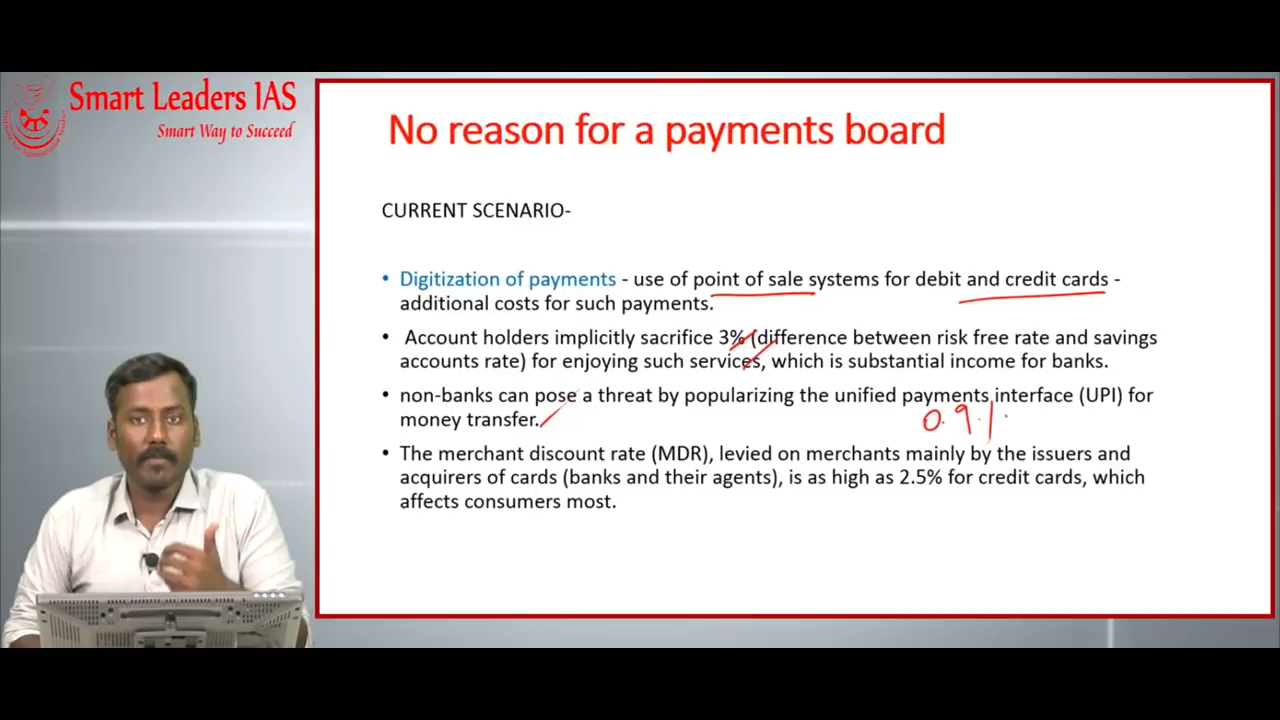 Smart Leaders IAS
Smart Way to Succeed
No reason for a payments board
CURRENT SCENARIO-
• Digitization of payments - use of point of sale systems for debit and credit cards -
additional costs for such payments.
• Account holders implicitly sacrifice 3% (difference between risk free rate and savings
accounts rate) for enjoying such services, which is substantial income for banks.
• non-banks can pose a threat by popularizing the unified payments interface (UPI) for
money transfer.
0.9
• The merchant discount rate (MDR), levied on merchants mainly by the issuers and
acquirers of cards (banks and their agents), is as high as 2.5% for credit cards, which
affects consumers most.